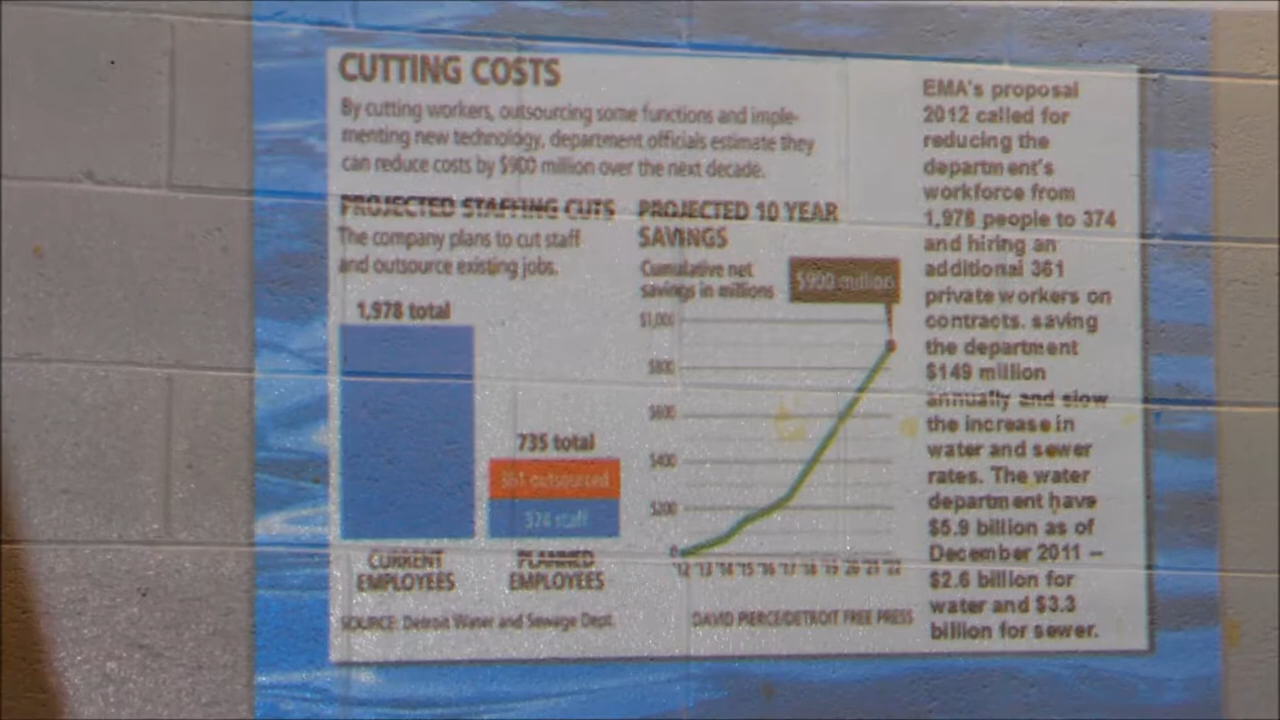 CUTTING COSTS
By cutting workers, outsourcing some functions and imple-
menting new technology, department officials estimate they
can reduce costs by $900 million over the next decade.
PROJECTED STAFFING CUTS
The company plans to cut staff
and outsource existing jobs.
1,978 total
735 total
361 outsourced
374 staff
CURRENT
EMPLOYEES
PLANNED
EMPLOYEES
SOURCE: Detroit Water and Sewage Dept.
PROJECTED 10 YEAR
SAVINGS
Cumulative net
savings in millions
$900 million
$1,000
$800
$600
$400
$200
0
'12 '13 '14 '15 '16 '17 '18 '19 '20 '21 '22
DAVID PIERCE/DETROIT FREE PRESS
EMA's proposal
2012 called for
reducing the
department's
workforce from
1,978 people to 374
and hiring an
additional 361
private workers on
contracts. saving
the department
$149 million
annually and slow
the increase in
water and sewer
rates. The water
department have
$5.9 billion as of
December 2011 –
$2.6 billion for
water and $3.3
billion for sewer.